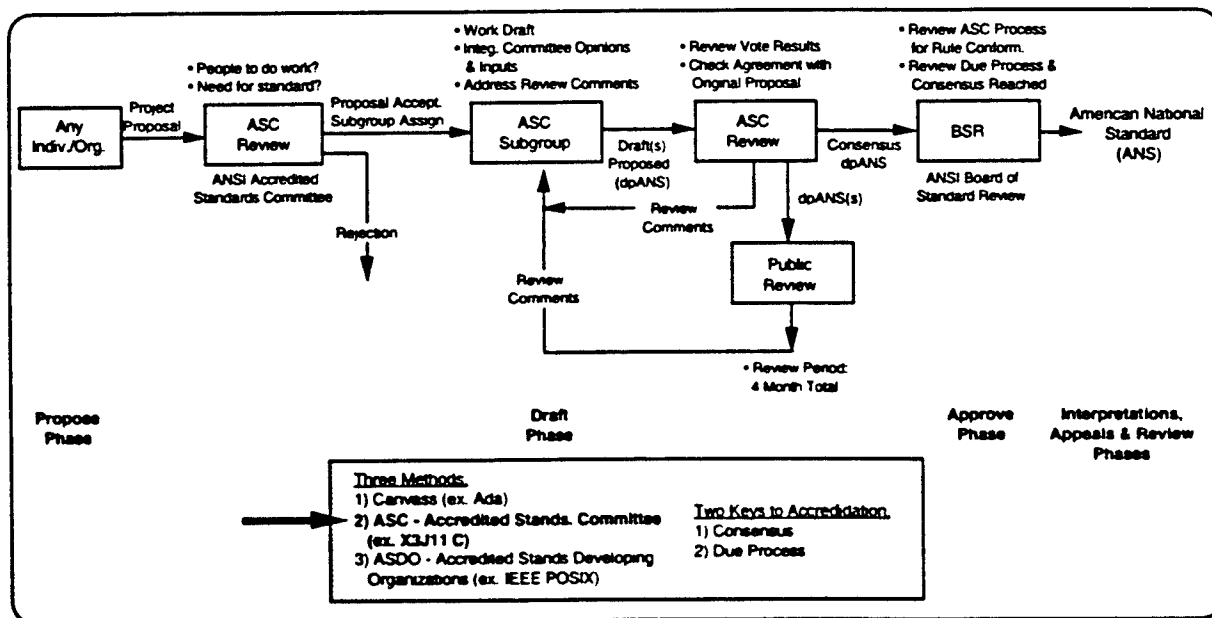 • People to do work?
• Need for standard?
• Work Draft
• Integ. Committee Opinions
& Inputs
• Address Review Comments
• Review Vote Results
• Check Agreement with
Original Proposal
• Review ASC Process
for Rule Conform.
• Review Due Process &
Consensus Reached
Any
Indiv./Org.
Project
Proposal
ASC
Review
ANSI Accredited
Standards Committee
Proposal Accept.
Subgroup Assign
Rejection
ASC
Subgroup
Draft(s)
Proposed
(dpANS)
ASC
Review
Review
Comments
dpANS(s)
Consensus
dpANS
BSR
ANSI Board of
Standard Review
American National
Standard
(ANS)
Public
Review
Review
Comments
• Review Period:
4 Month Total
Propose
Phase
Draft
Phase
Approve
Phase
Interpretations,
Appeals & Review
Phases
Three Methods
1) Canvass (ex. Ada)
2) ASC - Accredited Stands. Committee
(ex. X3J11 C)
3) ASDO - Accredited Stands Developing
Organizations (ex. IEEE POSIX)
Two Keys to Accredidation
1) Consensus
2) Due Process